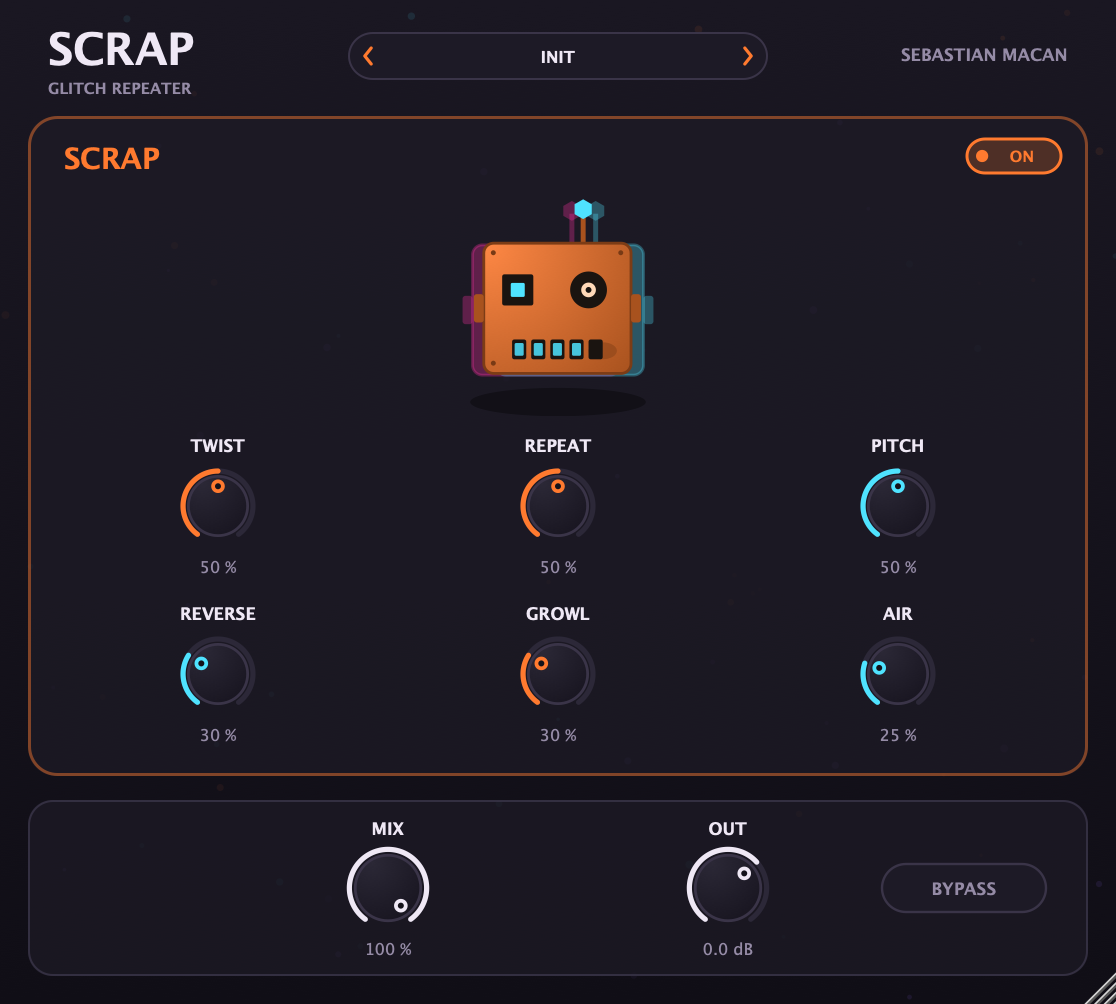 SCRAP
GLITCH REPEATER
INIT
SEBASTIAN MACAN
SCRAP
ON
TWIST
REPEAT
PITCH
50 %
50 %
50 %
REVERSE
GROWL
AIR
30 %
30 %
25 %
MIX
OUT
BYPASS
100 %
0.0 dB